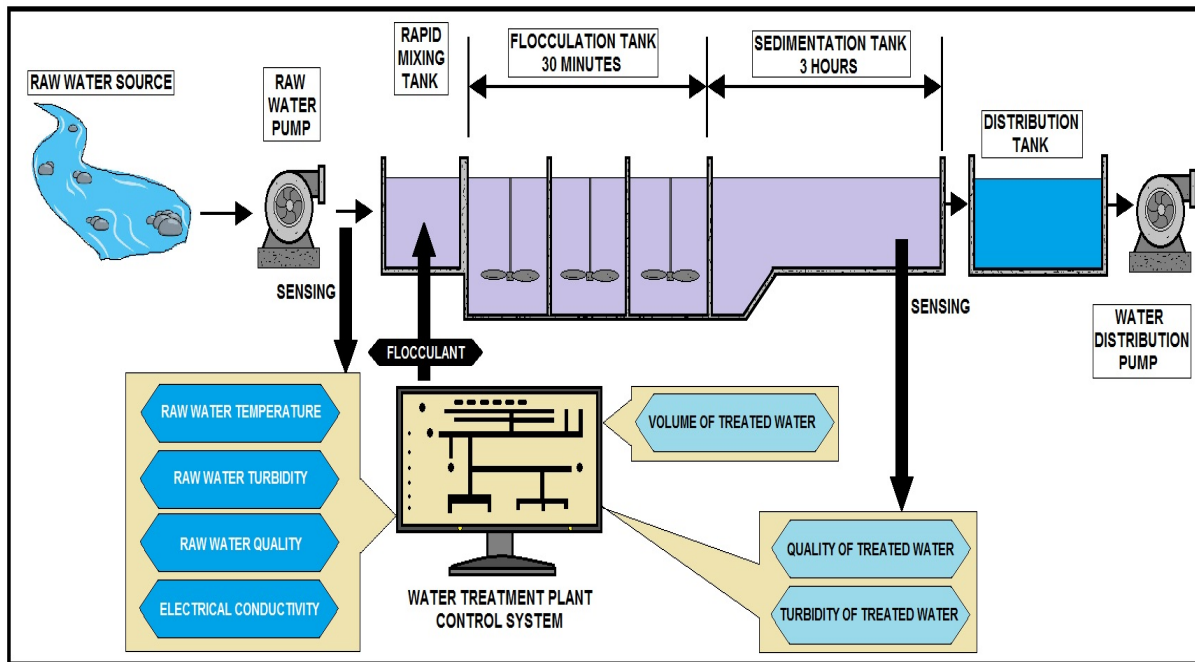 RAW WATER SOURCE
RAW
WATER
PUMP
RAPID
MIXING
TANK
FLOCCULATION TANK
30 MINUTES
SEDIMENTATION TANK
3 HOURS
DISTRIBUTION
TANK
SENSING
FLOCCULANT
SENSING
WATER
DISTRIBUTION
PUMP
RAW WATER TEMPERATURE
RAW WATER TURBIDITY
RAW WATER QUALITY
ELECTRICAL CONDUCTIVITY
VOLUME OF TREATED WATER
QUALITY OF TREATED WATER
TURBIDITY OF TREATED WATER
WATER TREATMENT PLANT
CONTROL SYSTEM